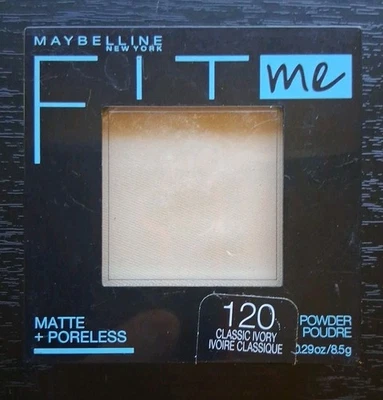 MAYBELLINE
NEW YORK
FIT me
MATTE
+ PORELESS
120
CLASSIC IVORY
IVOIRE CLASSIQUE
POWDER
POUDRE
0.29oz/8.5g